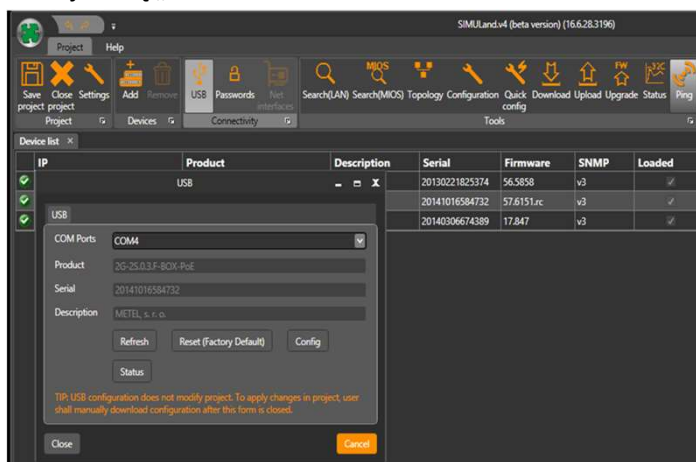 SIMULand.v4 (beta version) (16.6.28.3196)
Project Help
Save project Close project Settings Add Remove USB Passwords Net interfaces Search(LAN) MIOS Search(MIOS) Topology Configuration Quick config Download Upload FW Upgrade Status Ping
Project Devices Connectivity Tools
Device list ×
IP Product Description Serial Firmware SNMP Loaded
20130221825374 56.5858 v3
20141016584732 57.6151.rc v3
20140306674389 17.847 v3
USB
USB
COM Ports COM4
Product 2G-2S.0.3.F-BOX-PoE
Serial 20141016584732
Description METEL, s. r. o.
Refresh Reset (Factory Default) Config
Status
TIP: USB configuration does not modify project. To apply changes in project, user
shall manually download configuration after this form is closed.
Close Cancel